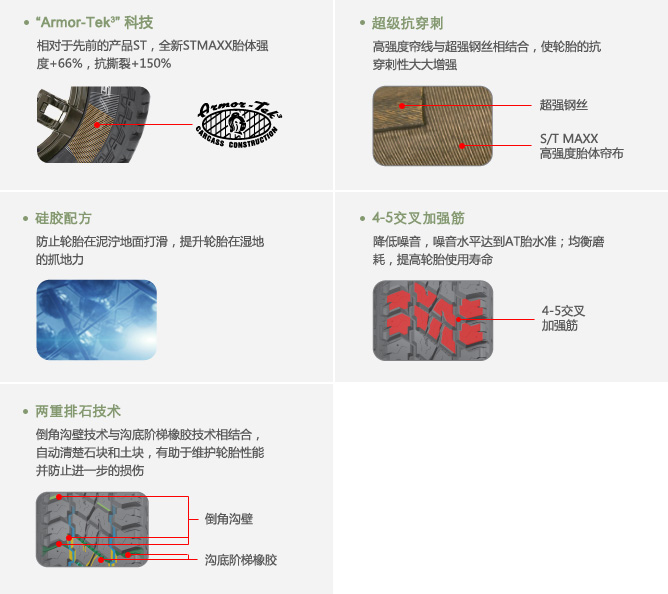 “Armor-Tek³” 科技
相对于先前的产品ST，全新STMAXX胎体强
度+66%，抗撕裂+150%
Armor-Tek³
CARCASS CONSTRUCTION
超级抗穿刺
高强度帘线与超强钢丝相结合，使轮胎的抗
穿刺性大大增强
超强钢丝
S/T MAXX
高强度胎体帘布
硅胶配方
防止轮胎在泥泞地面打滑，提升轮胎在湿地
的抓地力
4-5交叉加强筋
降低噪音，噪音水平达到AT胎水准；均衡磨
耗，提高轮胎使用寿命
4-5交叉
加强筋
两重排石技术
倒角沟壁技术与沟底阶梯橡胶技术相结合，
自动清楚石块和土块，有助于维护轮胎性能
并防止进一步的损伤
倒角沟壁
沟底阶梯橡胶